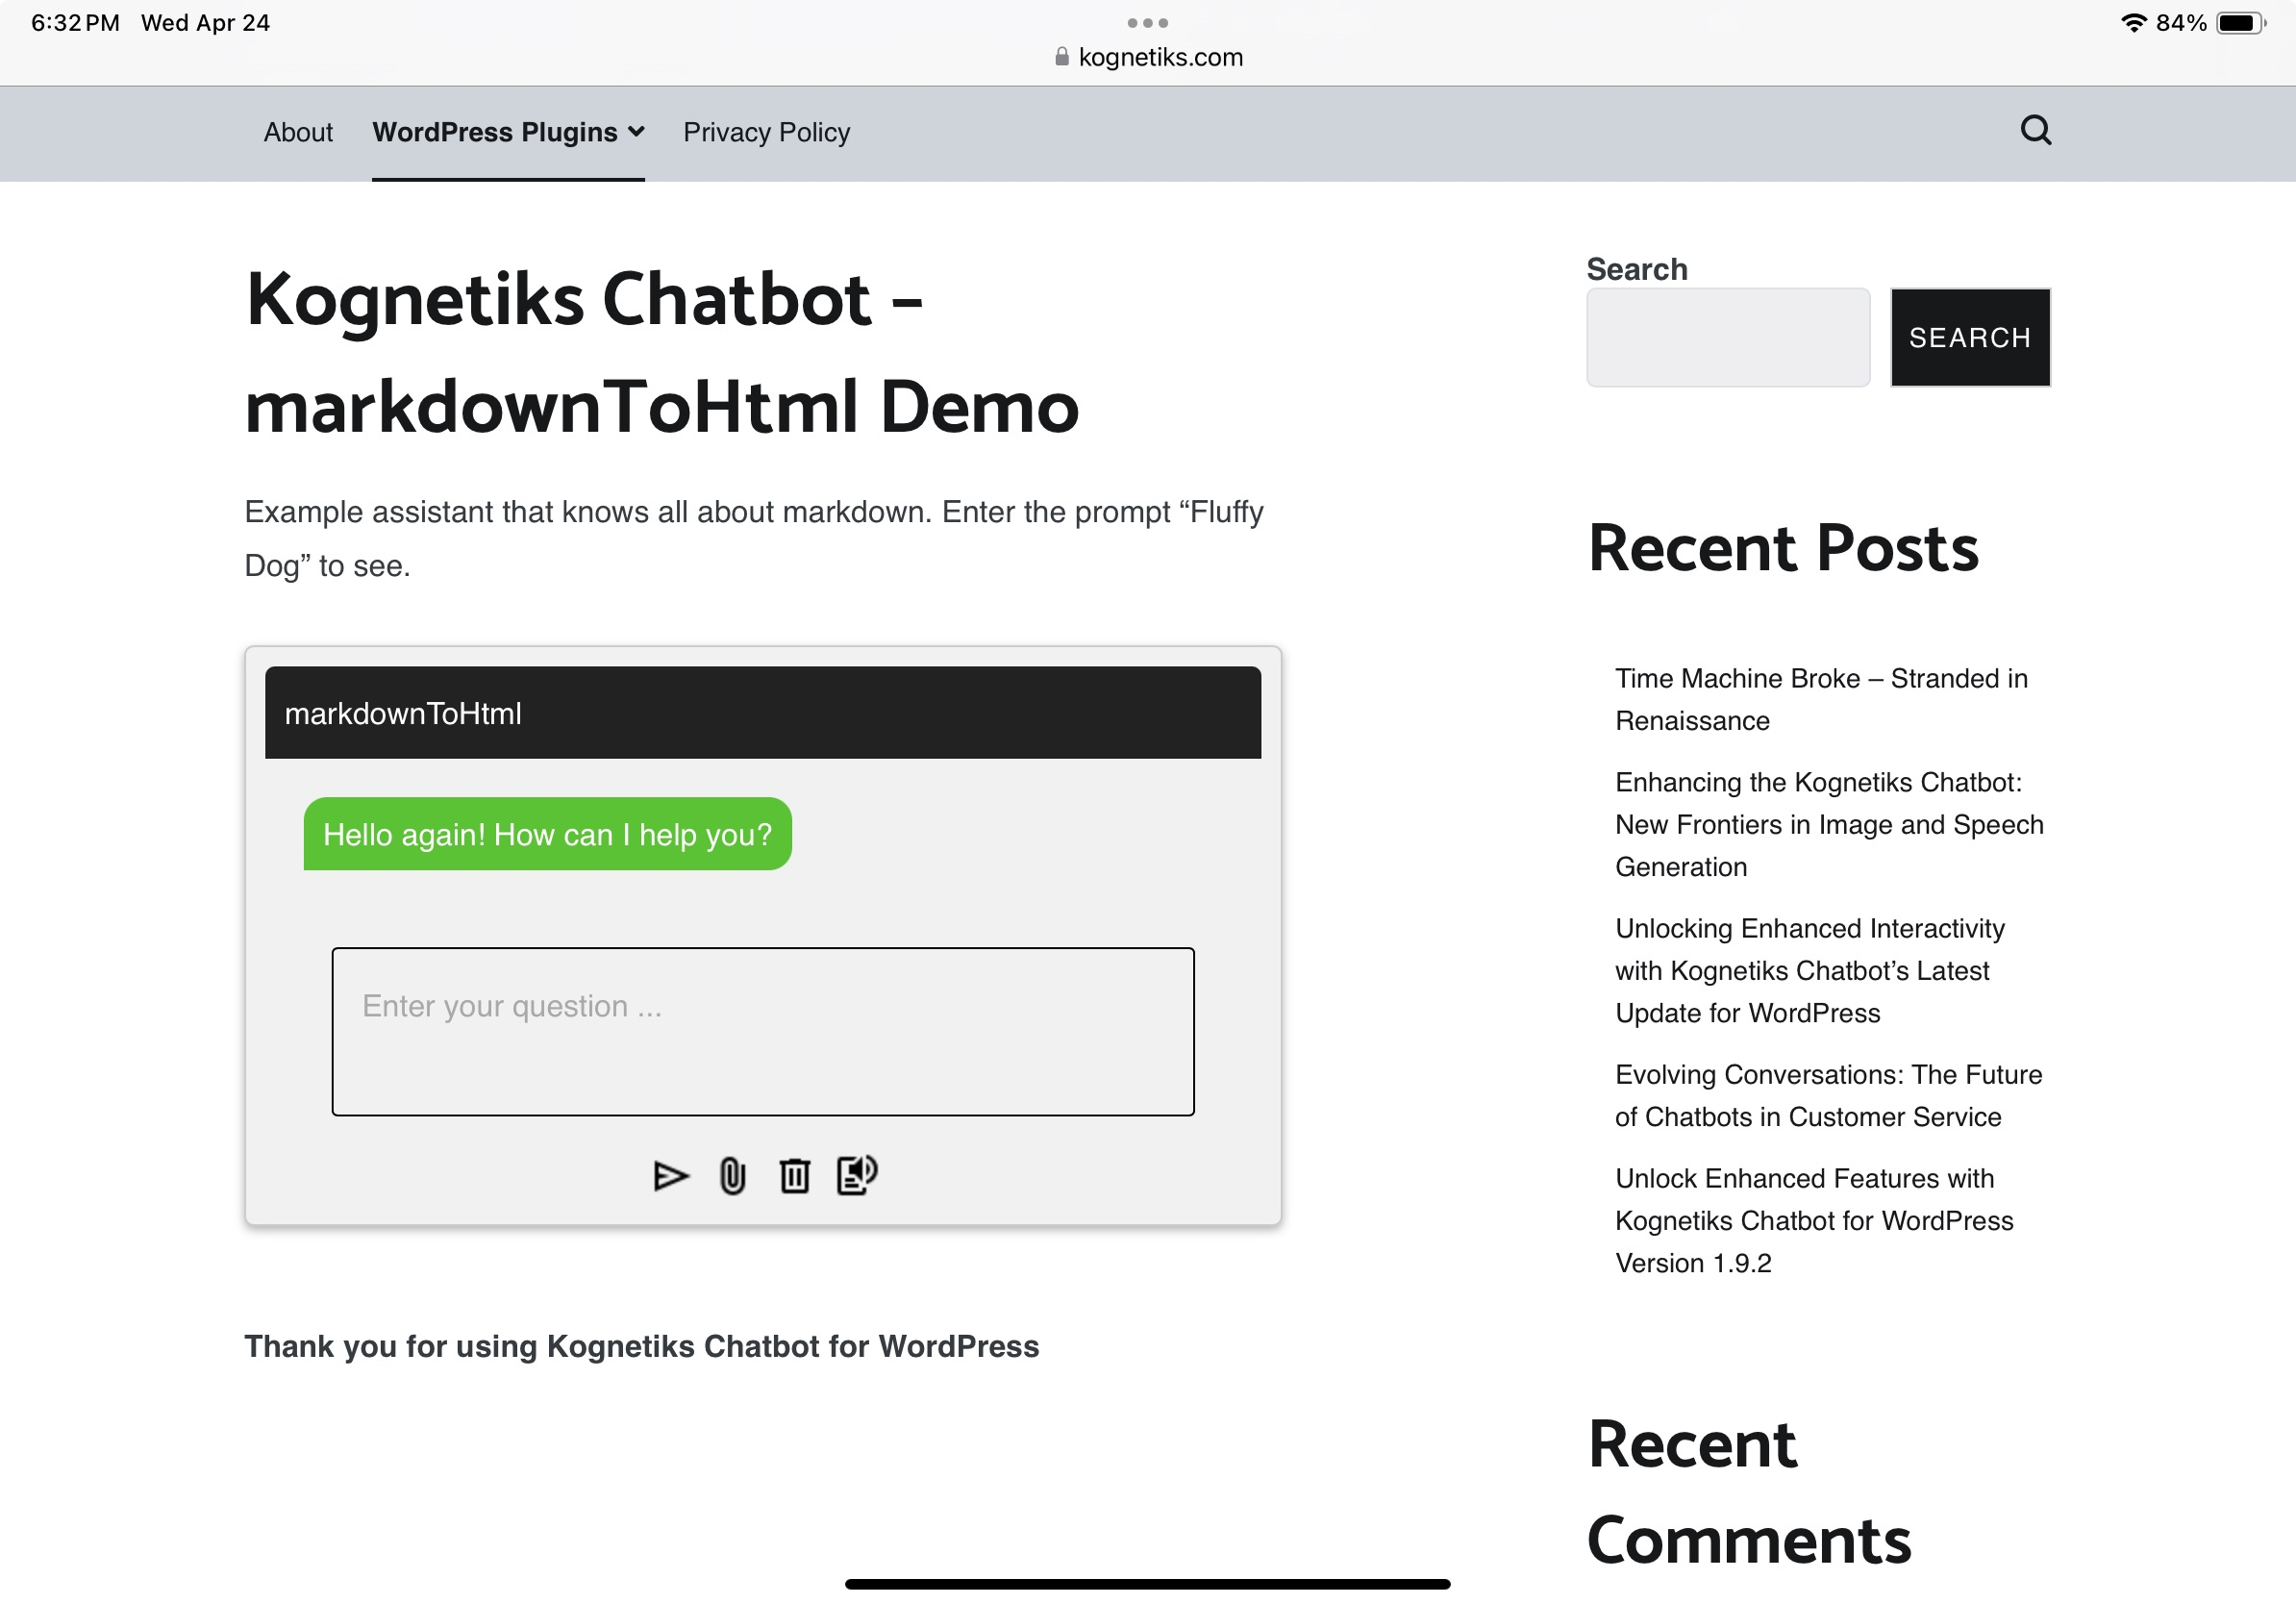 6:32 PM Wed Apr 24
84%
kognetiks.com
About WordPress Plugins Privacy Policy
Kognetiks Chatbot –
markdownToHtml Demo
Example assistant that knows all about markdown. Enter the prompt “Fluffy
Dog” to see.
markdownToHtml
Hello again! How can I help you?
Enter your question ...
Thank you for using Kognetiks Chatbot for WordPress
Search
SEARCH
Recent Posts
Time Machine Broke – Stranded in
Renaissance
Enhancing the Kognetiks Chatbot:
New Frontiers in Image and Speech
Generation
Unlocking Enhanced Interactivity
with Kognetiks Chatbot’s Latest
Update for WordPress
Evolving Conversations: The Future
of Chatbots in Customer Service
Unlock Enhanced Features with
Kognetiks Chatbot for WordPress
Version 1.9.2
Recent
Comments